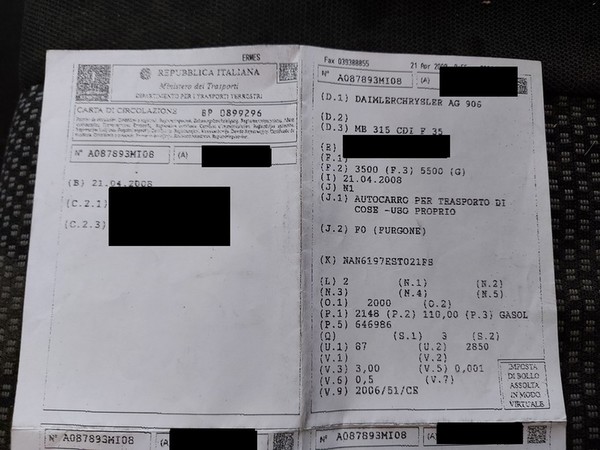 ERMES
REPUBBLICA ITALIANA
Ministero dei Trasporti
DIPARTIMENTO PER I TRASPORTI TERRESTRI
CARTA DI CIRCOLAZIONE BP 0899296
N° A087893MI08 (A)
(B) 21.04.2008
(C.2.1)
(C.2.3)
Fax 039388855 21 Apr
N° A087893MI08 (A)
(D.1) DAIMLERCHRYSLER AG 906
(D.2)
(D.3) MB 315 CDI F 35
(E)
(F.1)
(F.2) 3500 (F.3) 5500 (G)
(I) 21.04.2008
(J) N1
(J.1) AUTOCARRO PER TRASPORTO DI
COSE -USO PROPRIO
(J.2) F0 (FURGONE)
(K) NAN6197EST021FS
(L) 2 (N.1) (N.2)
(N.3) (N.4) (N.5)
(O.1) 2000 (O.2)
(P.1) 2148 (P.2) 110,00 (P.3) GASOL
(P.5) 646986
(Q) (S.1) 3 (S.2)
(U.1) 87 (U.2) 2850
(V.1) (V.2)
(V.3) 3,00 (V.5) 0,001
(V.6) 0,5 (V.7)
(V.9) 2006/51/CE
IMPOSTA
DI BOLLO
ASSOLTA
IN MODO
VIRTUALE
N° A087893MI08 (A)
N° A087893MI08 (A)